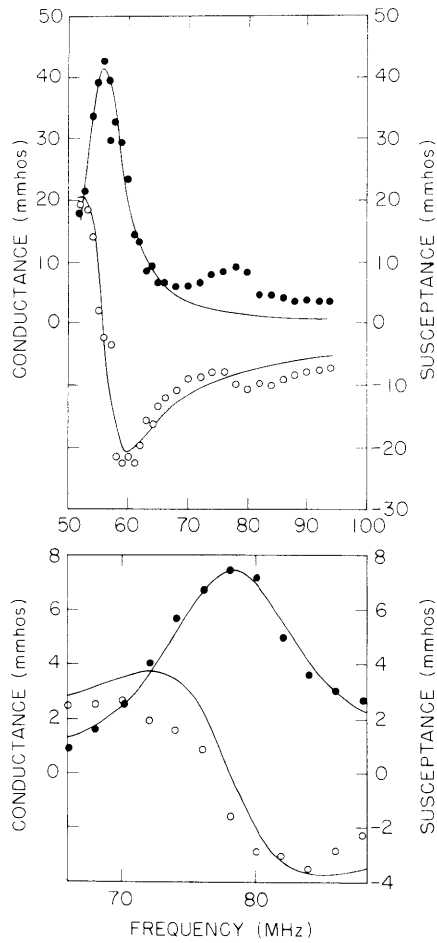 50 50
40 40
30 30
20 20
10 10
0 0
-10
-20
-30
CONDUCTANCE (mmhos)
SUSCEPTANCE (mmhos)
50 60 70 80 90 100
8 8
6 6
4 4
2 2
0 0
-2
-4
CONDUCTANCE (mmhos)
SUSCEPTANCE (mmhos)
70 80
FREQUENCY (MHz)